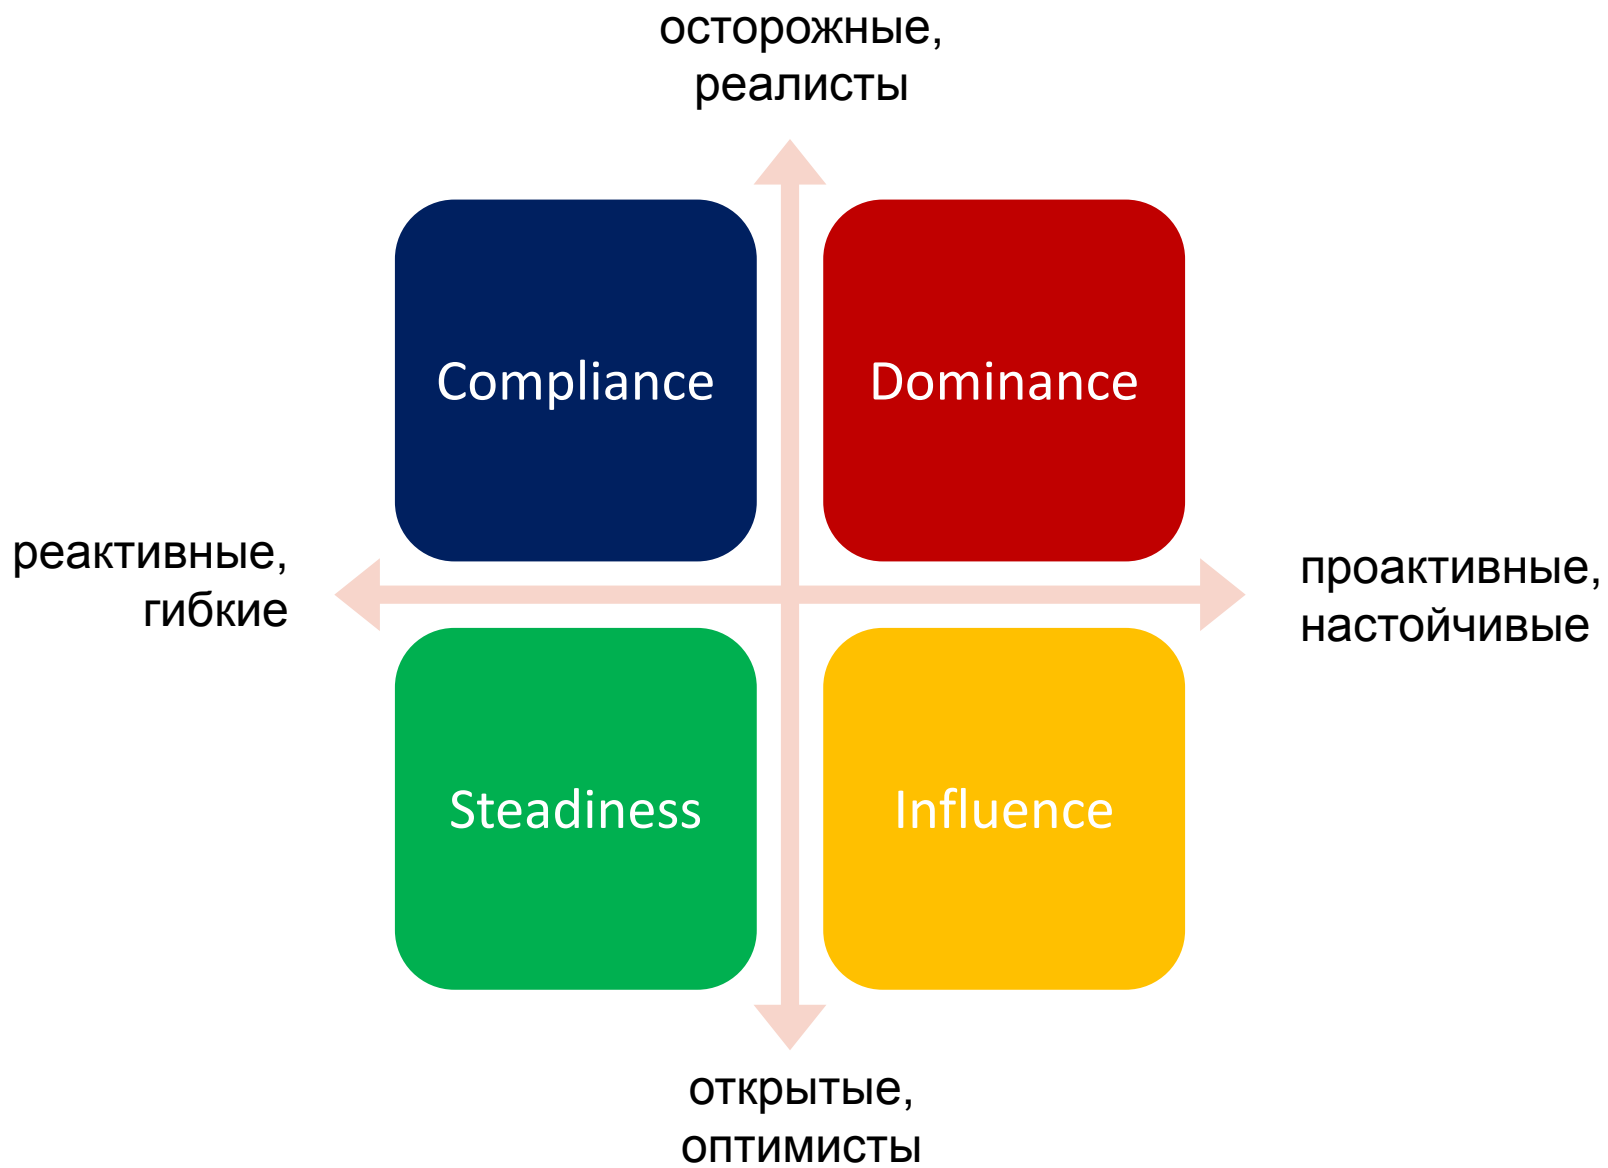 осторожные,
реалисты
Compliance
Dominance
реактивные,
гибкие
проактивные,
настойчивые
Steadiness
Influence
открытые,
оптимисты